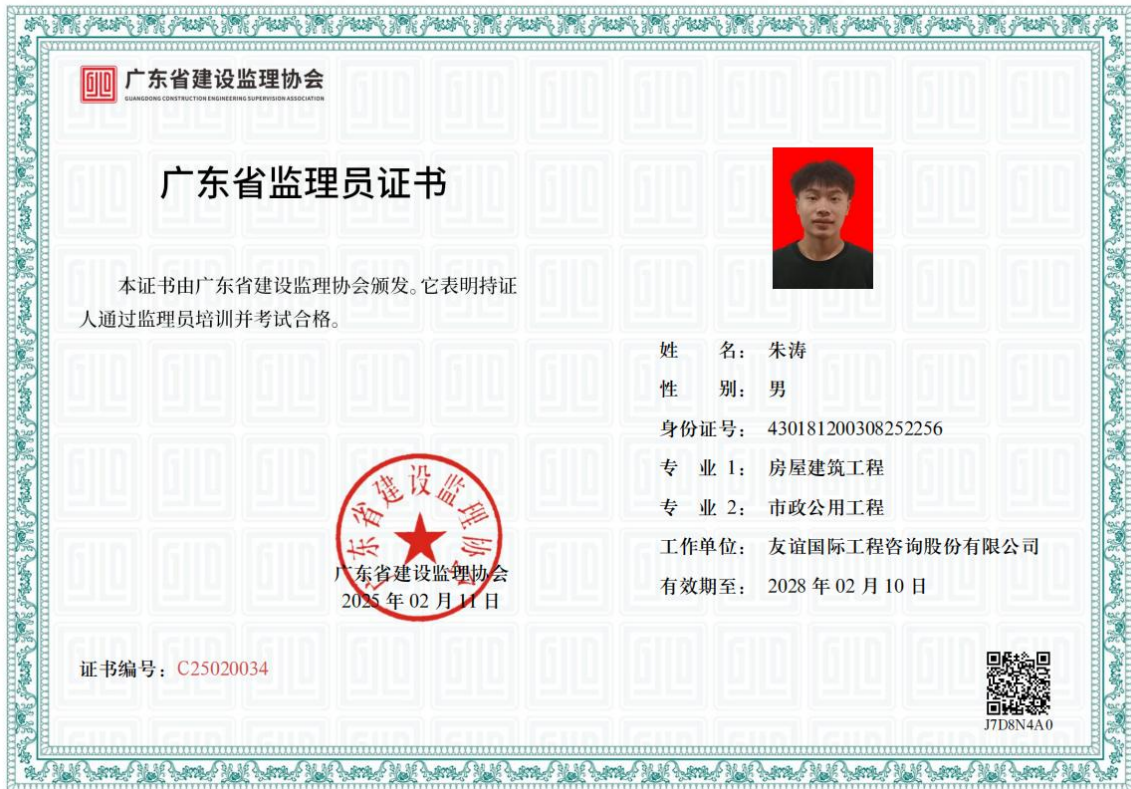 广东省建设监理协会
GUANGDONG CONSTRUCTION ENGINEERING SUPERVISION ASSOCIATION
广东省监理员证书
本证书由广东省建设监理协会颁发。它表明持证
人通过监理员培训并考试合格。
姓 名： 朱涛
性 别： 男
身份证号： 430181200308252256
专 业 1： 房屋建筑工程
专 业 2： 市政公用工程
工作单位： 友谊国际工程咨询股份有限公司
有效期至： 2028 年 02 月 10 日
广东省建设监理协会
广东省建设监理协会
2025 年 02 月 11 日
证书编号：C25020034
J7D8N4A0